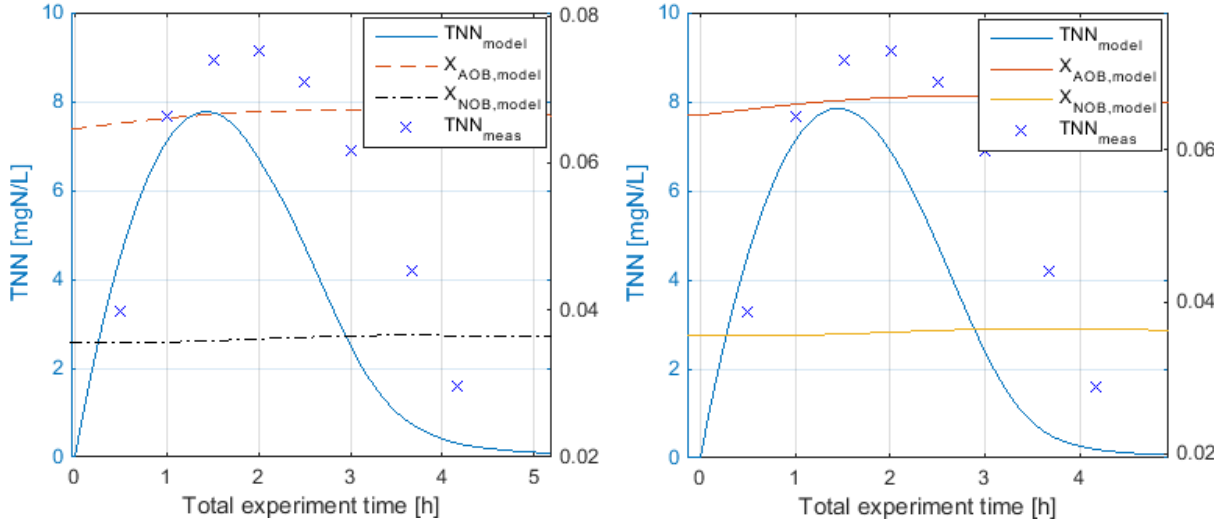 10
8
6
4
2
0
TNN [mgN/L]
0 1 2 3 4 5
Total experiment time [h]
0.08
0.06
0.04
0.02
TNN_model
X_AOB,model
X_NOB,model
TNN_meas
10
8
6
4
2
0
TNN [mgN/L]
0 1 2 3 4
Total experiment time [h]
0.06
0.04
0.02
TNN_model
X_AOB,model
X_NOB,model
TNN_meas